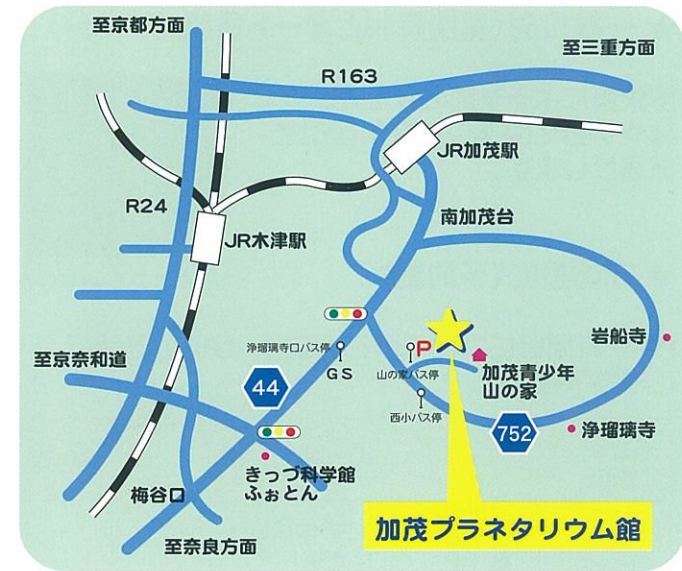 至京都方面
至三重方面
R163
JR加茂駅
R24
南加茂台
JR木津駅
岩船寺
浄瑠璃寺口バス停
GS
P
山の家バス停
加茂青少年
山の家
至京奈和道
44
西小バス停
752
浄瑠璃寺
きっづ科学館
ふぉとん
梅谷口
加茂プラネタリウム館
至奈良方面